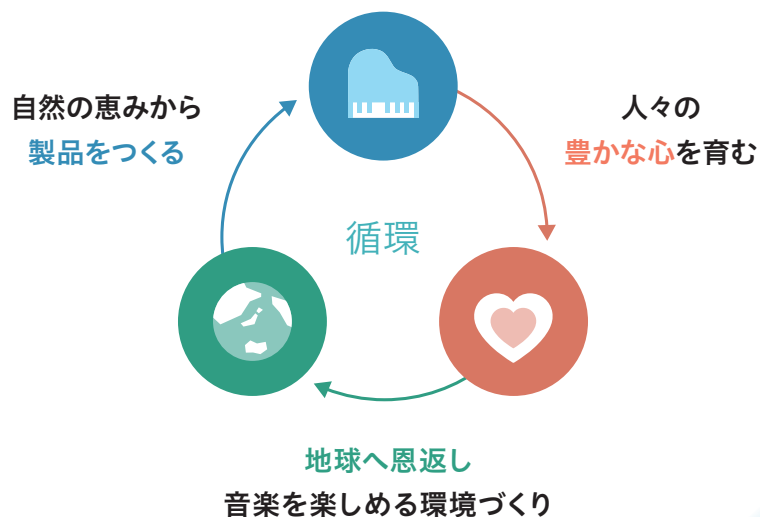 自然の恵みから
製品をつくる
人々の
豊かな心を育む
循環
地球へ恩返し
音楽を楽しめる環境づくり